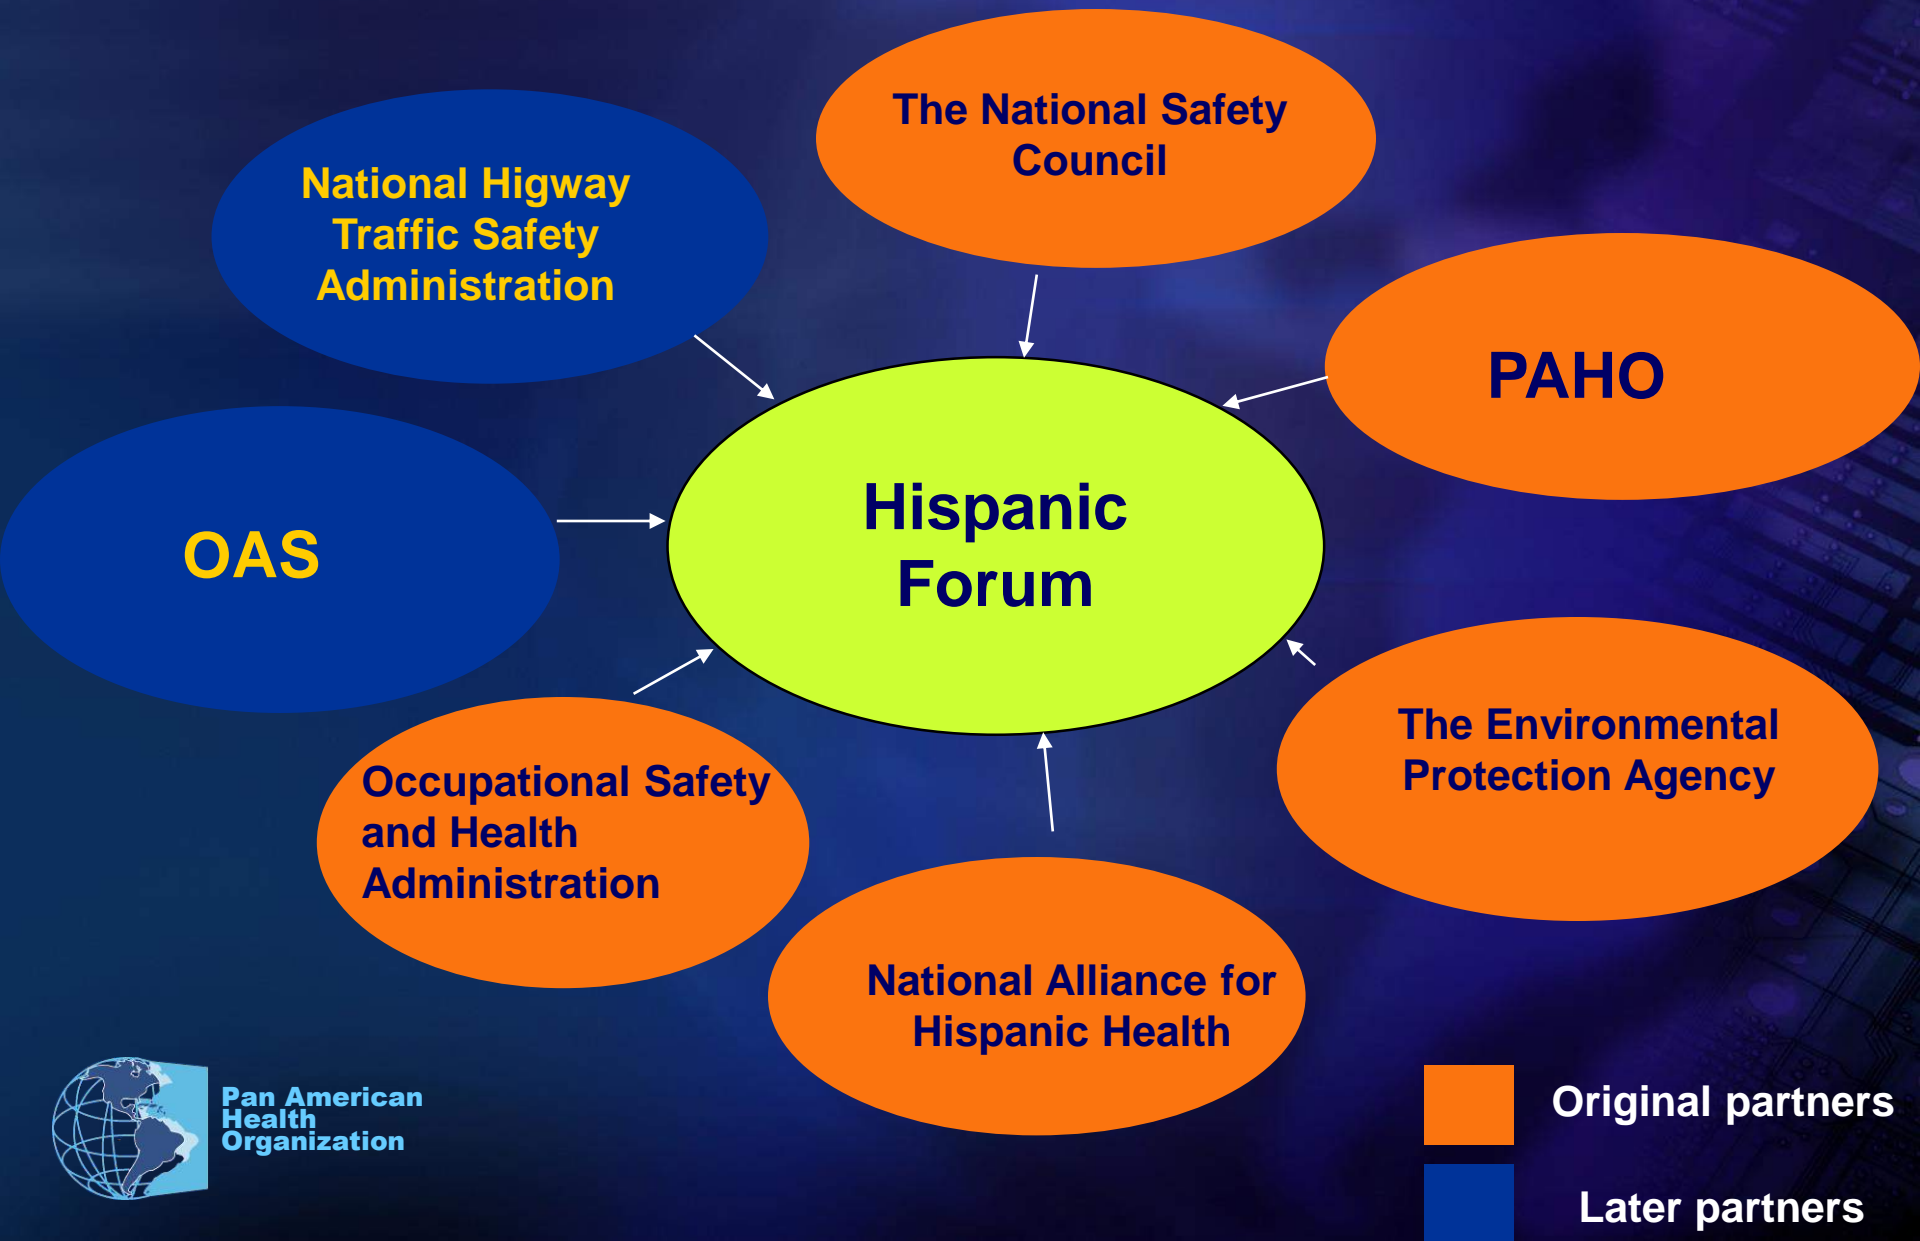 The National Safety
Council
National Higway
Traffic Safety
Administration
PAHO
Hispanic
Forum
OAS
The Environmental
Protection Agency
Occupational Safety
and Health
Administration
National Alliance for
Hispanic Health
Pan American
Health
Organization
Original partners
Later partners